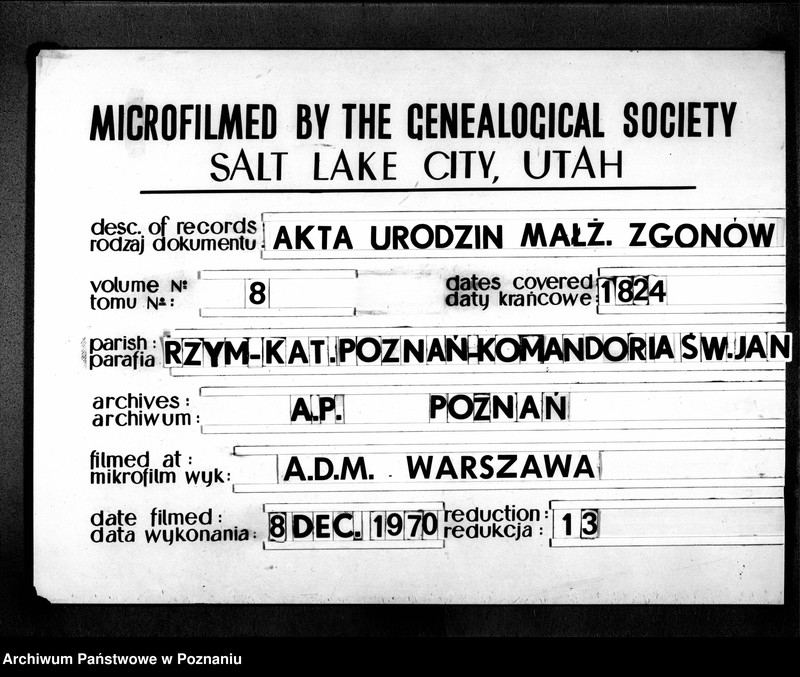 MICROFILMED BY THE GENEALOGICAL SOCIETY
SALT LAKE CITY, UTAH
desc. of records
rodzaj dokumentu: AKTA URODZIN MAŁŻ. ZGONÓW
volume №
tomu №: 8
dates covered
daty krańcowe: 1824
parish:
parafia RZYM-KAT. POZNAŃ-KOMANDORIA ŚW. JAN
archives:
archiwum: A.P. POZNAŃ
filmed at:
mikrofilm wyk: A.D.M. WARSZAWA
date filmed:
data wykonania: 8 DEC. 1970
reduction:
redukcja: 13
Archiwum Państwowe w Poznaniu